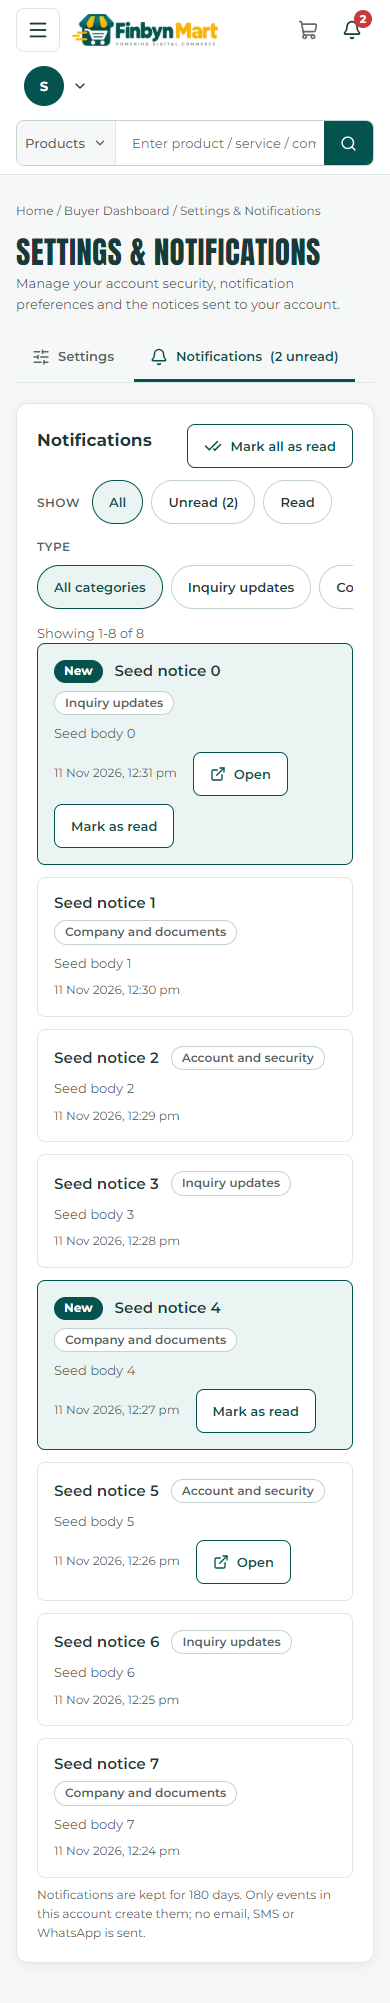 FinbynMart
POWERING DIGITAL COMMERCE
2
S
Products
Enter product / service / com
Home / Buyer Dashboard / Settings & Notifications
SETTINGS & NOTIFICATIONS
Manage your account security, notification
preferences and the notices sent to your account.
Settings
Notifications (2 unread)
Notifications
Mark all as read
SHOW
All
Unread (2)
Read
TYPE
All categories
Inquiry updates
Co
Showing 1-8 of 8
New
Seed notice 0
Inquiry updates
Seed body 0
11 Nov 2026, 12:31 pm
Open
Mark as read
Seed notice 1
Company and documents
Seed body 1
11 Nov 2026, 12:30 pm
Seed notice 2
Account and security
Seed body 2
11 Nov 2026, 12:29 pm
Seed notice 3
Inquiry updates
Seed body 3
11 Nov 2026, 12:28 pm
New
Seed notice 4
Company and documents
Seed body 4
11 Nov 2026, 12:27 pm
Mark as read
Seed notice 5
Account and security
Seed body 5
11 Nov 2026, 12:26 pm
Open
Seed notice 6
Inquiry updates
Seed body 6
11 Nov 2026, 12:25 pm
Seed notice 7
Company and documents
Seed body 7
11 Nov 2026, 12:24 pm
Notifications are kept for 180 days. Only events in
this account create them; no email, SMS or
WhatsApp is sent.